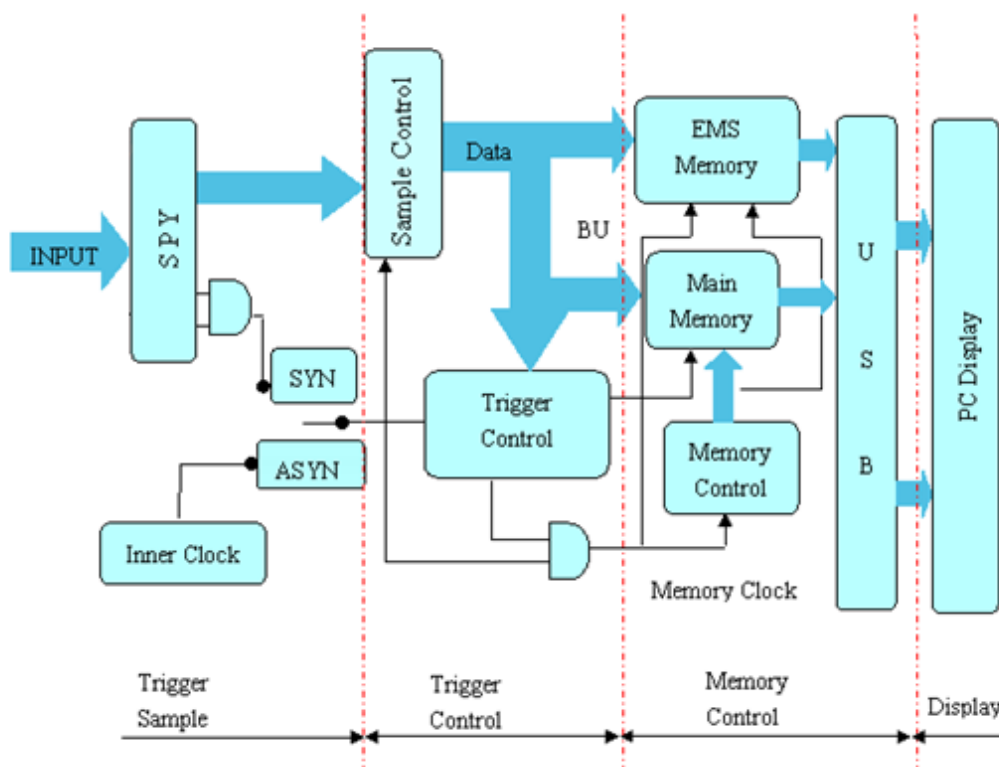 INPUT
S P Y
SYN
ASYN
Inner Clock
Sample Control
Data
BU
Trigger
Control
EMS
Memory
Main
Memory
Memory
Control
Memory Clock
U
S
B
PC Display
Trigger
Sample
Trigger
Control
Memory
Control
Display